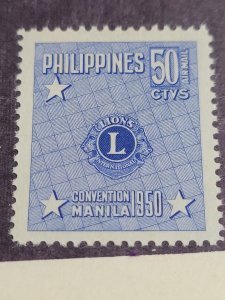 PHILIPPINES 50
AIR MAIL
CTVS
LIONS
L
INTERNATIONAL
CONVENTION
MANILA 1950